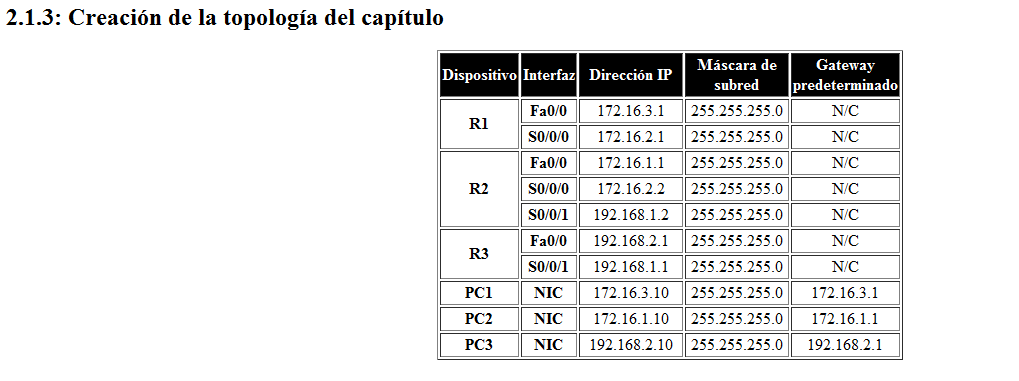 2.1.3: Creación de la topología del capítulo
Dispositivo Interfaz Dirección IP Máscara de subred Gateway predeterminado
R1 Fa0/0 172.16.3.1 255.255.255.0 N/C
S0/0/0 172.16.2.1 255.255.255.0 N/C
R2 Fa0/0 172.16.1.1 255.255.255.0 N/C
S0/0/0 172.16.2.2 255.255.255.0 N/C
S0/0/1 192.168.1.2 255.255.255.0 N/C
R3 Fa0/0 192.168.2.1 255.255.255.0 N/C
S0/0/1 192.168.1.1 255.255.255.0 N/C
PC1 NIC 172.16.3.10 255.255.255.0 172.16.3.1
PC2 NIC 172.16.1.10 255.255.255.0 172.16.1.1
PC3 NIC 192.168.2.10 255.255.255.0 192.168.2.1